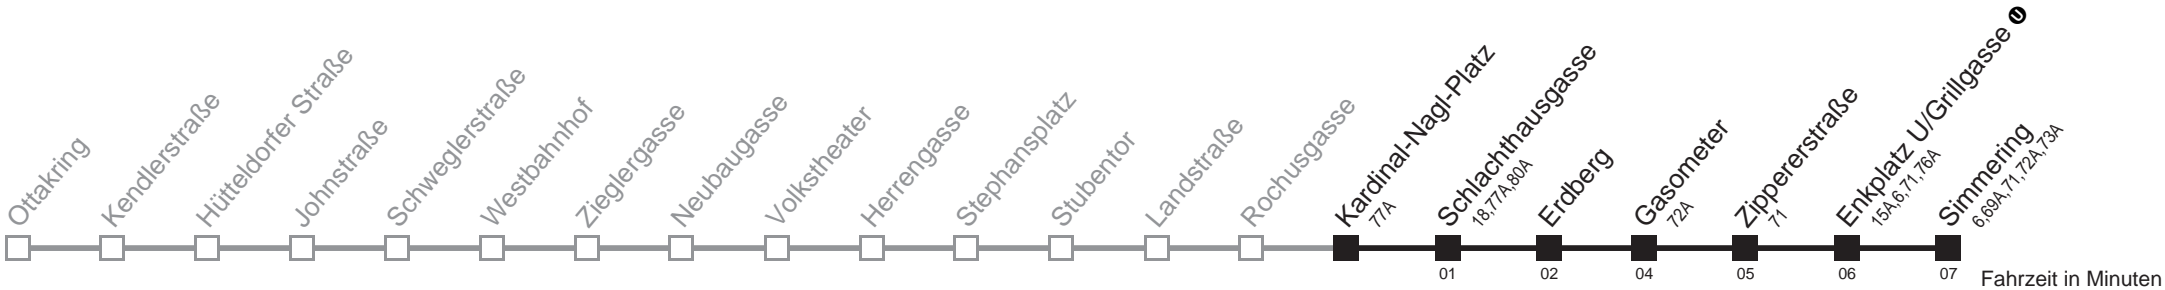 Ottakring
Kendlerstraße
Hütteldorfer Straße
Johnstraße
Schweglerstraße
Westbahnhof
Zieglergasse
Neubaugasse
Volkstheater
Herrengasse
Stephansplatz
Stubentor
Landstraße
Rochusgasse
Kardinal-Nagl-Platz
77A
Schlachthausgasse
18,77A,80A
Erdberg
Gasometer
72A
Zippererstraße
71
Enkplatz U/Grillgasse U
15A,6,71,76A
Simmering
6,69A,71,72A,73A
01
02
04
05
06
07
Fahrzeit in Minuten